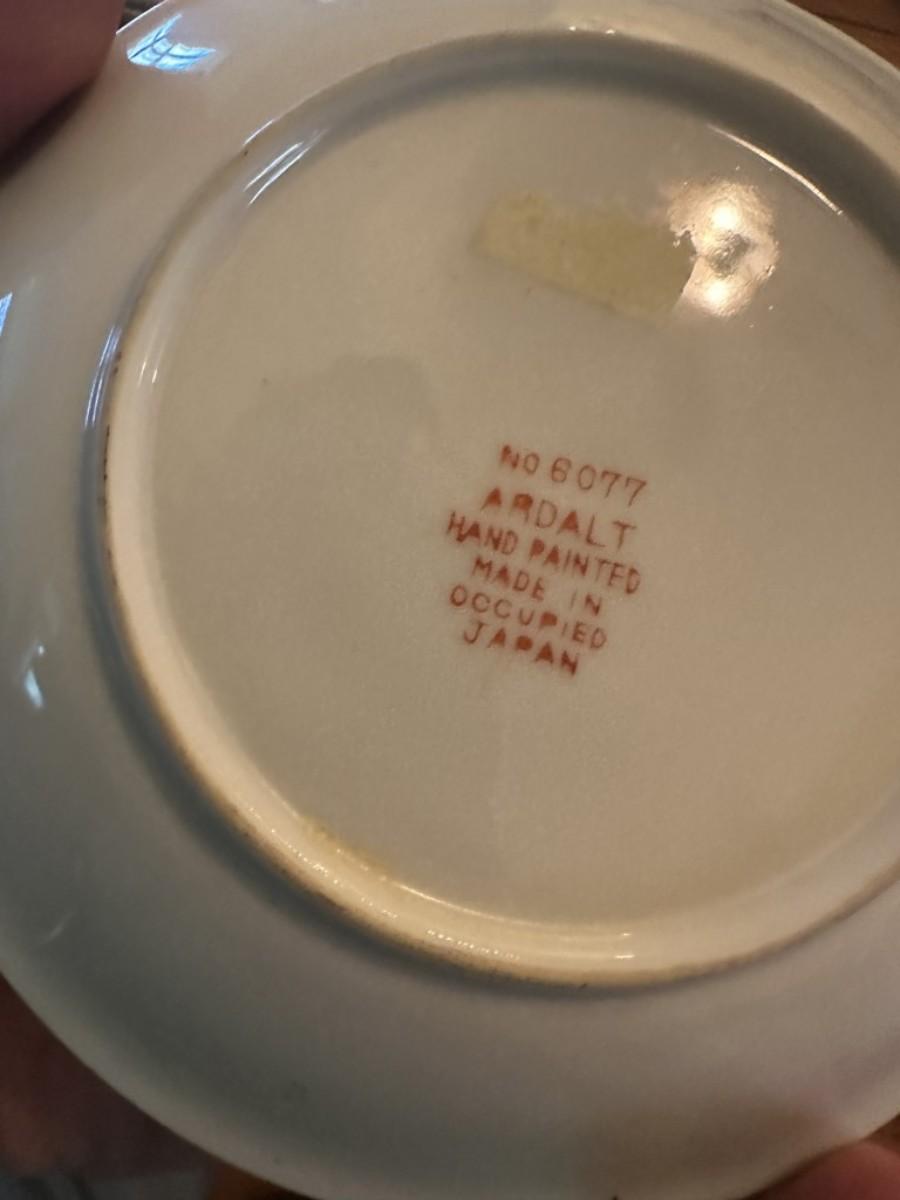 NO 6077
ARDALT
HAND PAINTED
MADE IN
OCCUPIED
JAPAN